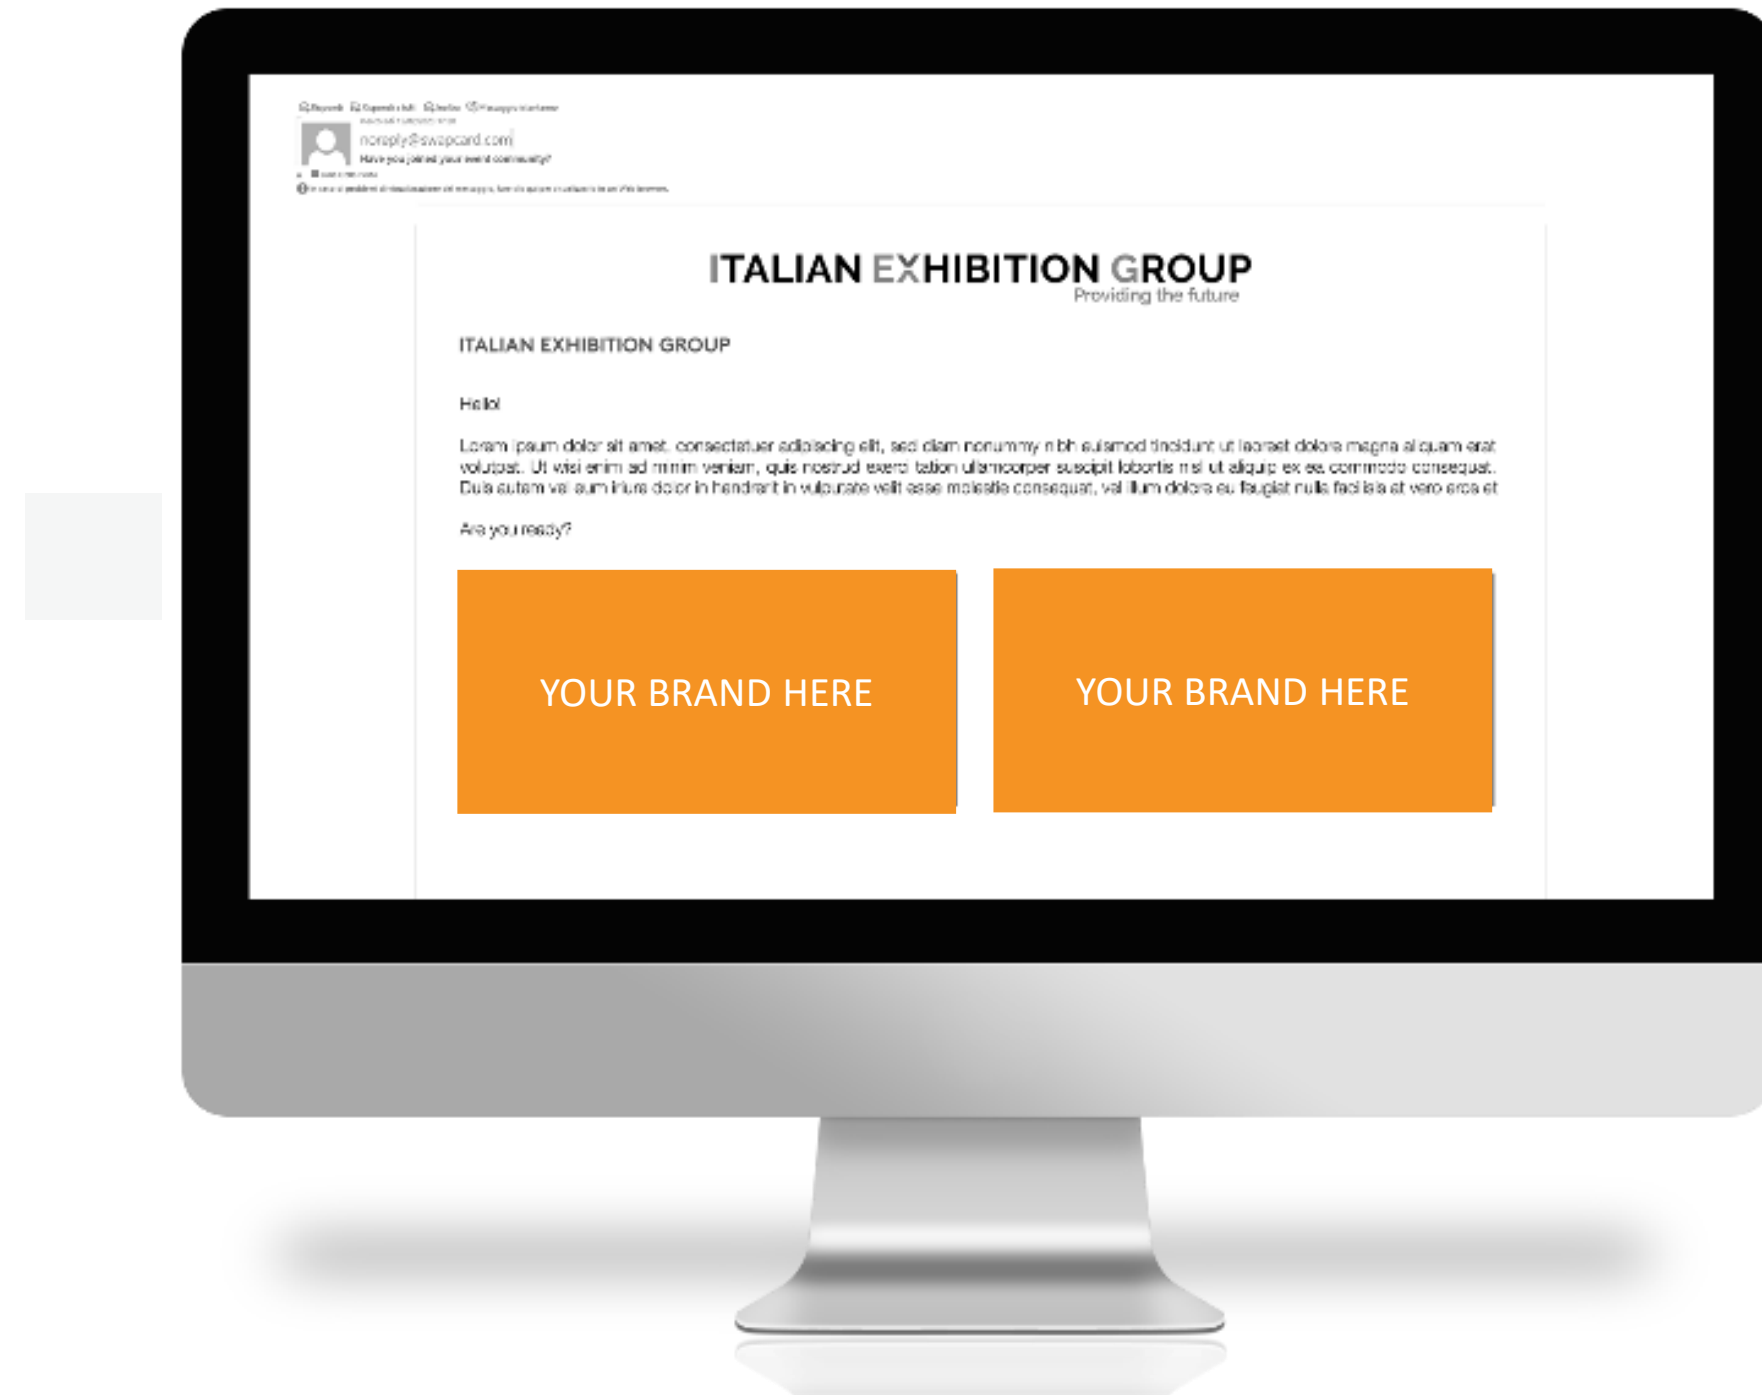 noreply@swapcard.com
Have you joined your event community?
ITALIAN EXHIBITION GROUP
Providing the future
ITALIAN EXHIBITION GROUP
Hello!
Lorem ipsum dolor sit amet, consectetuer adipiscing elit, sed diam nonummy nibh euismod tincidunt ut laoreet dolore magna aliquam erat
volutpat. Ut wisi enim ad minim veniam, quis nostrud exerci tation ullamcorper suscipit lobortis nisl ut aliquip ex ea commodo consequat.
Duis autem vel eum iriure dolor in hendrerit in vulputate velit esse molestie consequat, vel illum dolore eu feugiat nulla facilisis at vero eros et
Are you ready?
YOUR BRAND HERE
YOUR BRAND HERE